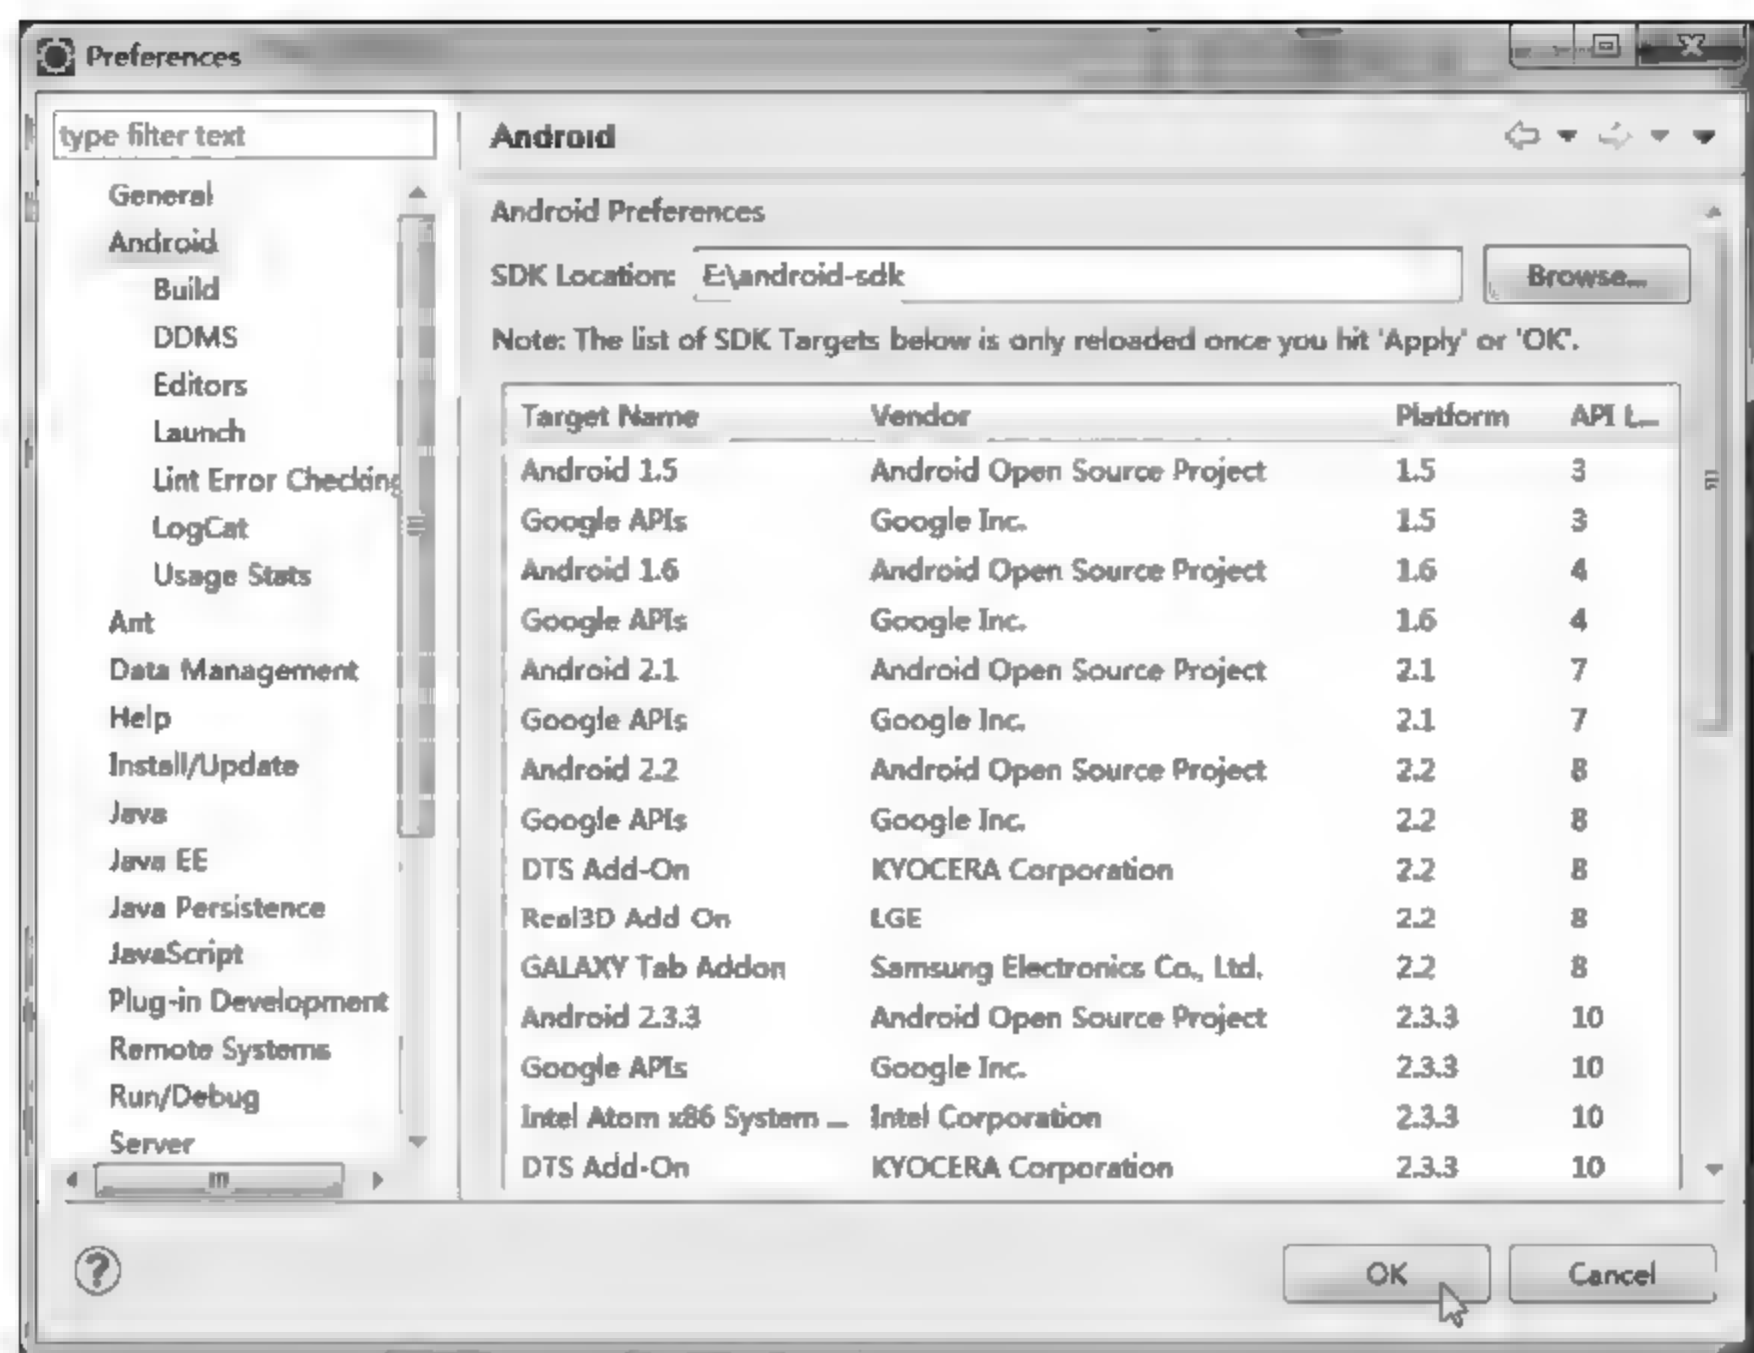 Preferences
type filter text
General
Android
Build
DDMS
Editors
Launch
Lint Error Checking
LogCat
Usage Stats
Ant
Data Management
Help
Install/Update
Java
Java EE
Java Persistence
JavaScript
Plug-in Development
Remote Systems
Run/Debug
Server
Android
Android Preferences
SDK Location: E:\android-sdk Browse...
Note: The list of SDK Targets below is only reloaded once you hit 'Apply' or 'OK'.
Target Name Vendor Platform API L...
Android 1.5 Android Open Source Project 1.5 3
Google APIs Google Inc. 1.5 3
Android 1.6 Android Open Source Project 1.6 4
Google APIs Google Inc. 1.6 4
Android 2.1 Android Open Source Project 2.1 7
Google APIs Google Inc. 2.1 7
Android 2.2 Android Open Source Project 2.2 8
Google APIs Google Inc. 2.2 8
DTS Add-On KYOCERA Corporation 2.2 8
Real3D Add-On LGE 2.2 8
GALAXY Tab Addon Samsung Electronics Co., Ltd. 2.2 8
Android 2.3.3 Android Open Source Project 2.3.3 10
Google APIs Google Inc. 2.3.3 10
Intel Atom x86 System ... Intel Corporation 2.3.3 10
DTS Add-On KYOCERA Corporation 2.3.3 10
? OK Cancel